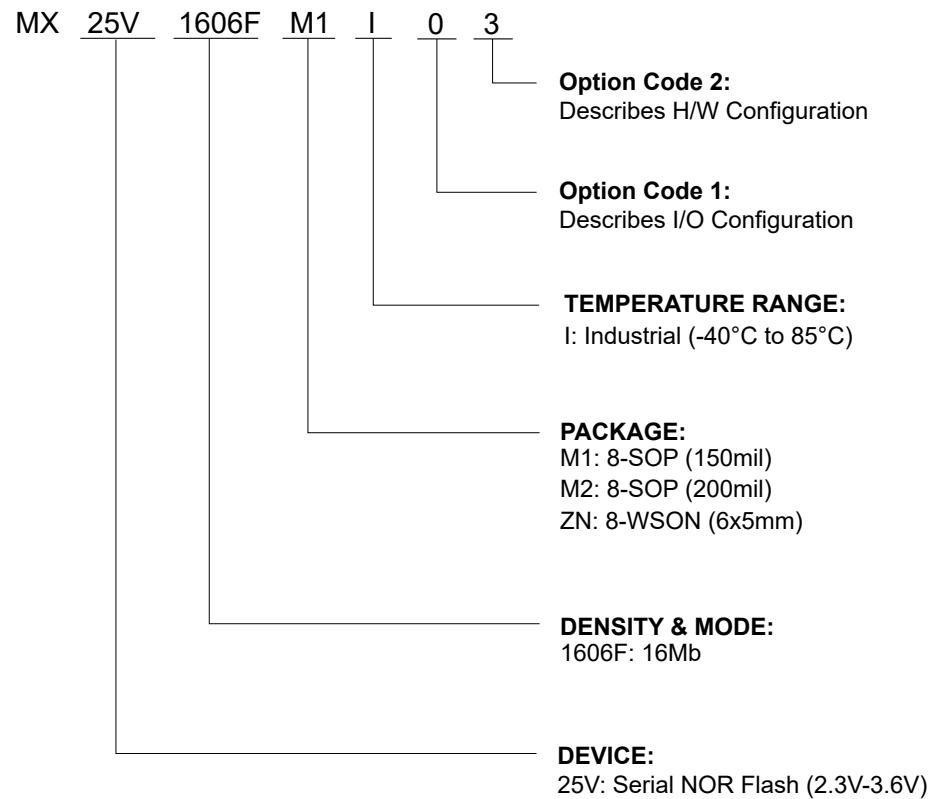 MX 25V 1606F M1 I 0 3
Option Code 2:
Describes H/W Configuration
Option Code 1:
Describes I/O Configuration
TEMPERATURE RANGE:
I: Industrial (-40°C to 85°C)
PACKAGE:
M1: 8-SOP (150mil)
M2: 8-SOP (200mil)
ZN: 8-WSON (6x5mm)
DENSITY & MODE:
1606F: 16Mb
DEVICE:
25V: Serial NOR Flash (2.3V-3.6V)